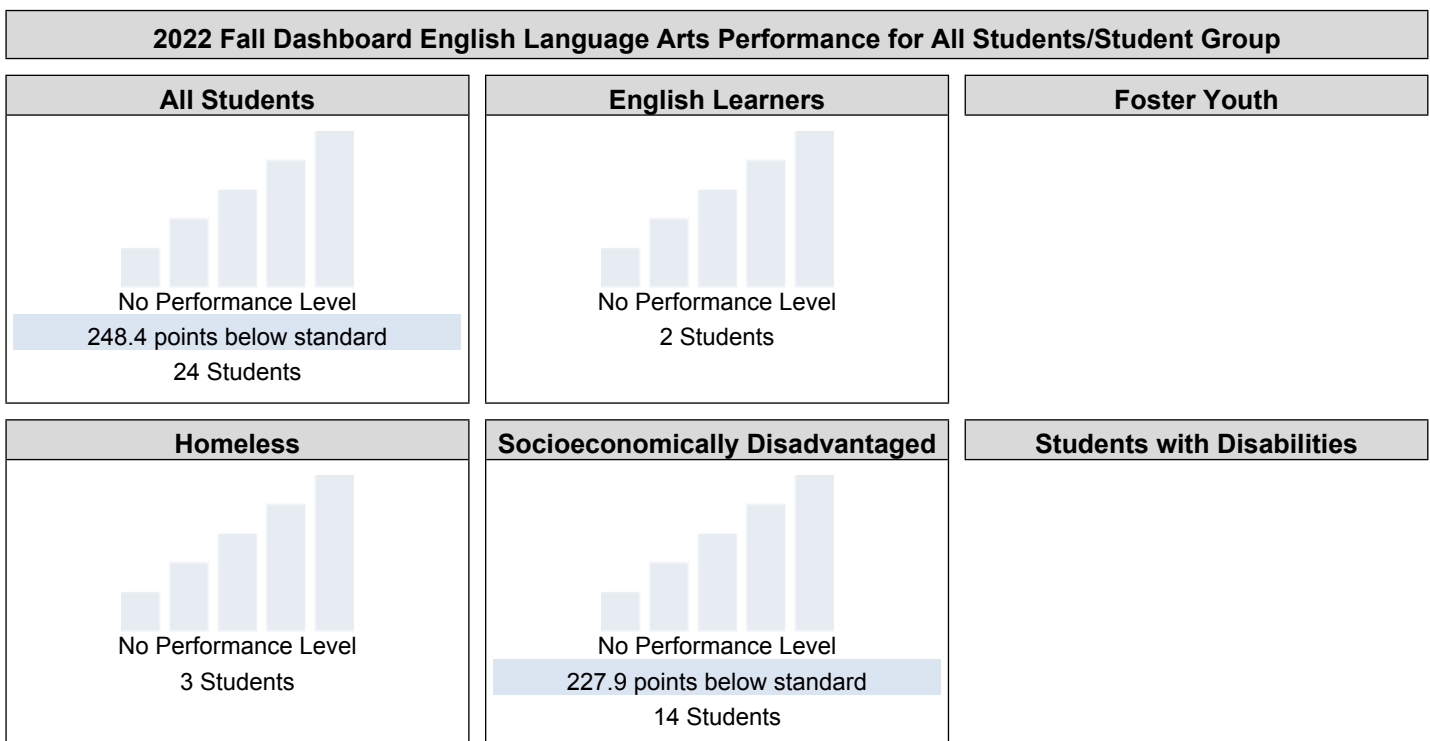 2022 Fall Dashboard English Language Arts Performance for All Students/Student Group
All Students
No Performance Level
248.4 points below standard
24 Students
English Learners
No Performance Level
2 Students
Foster Youth
Homeless
No Performance Level
3 Students
Socioeconomically Disadvantaged
No Performance Level
227.9 points below standard
14 Students
Students with Disabilities